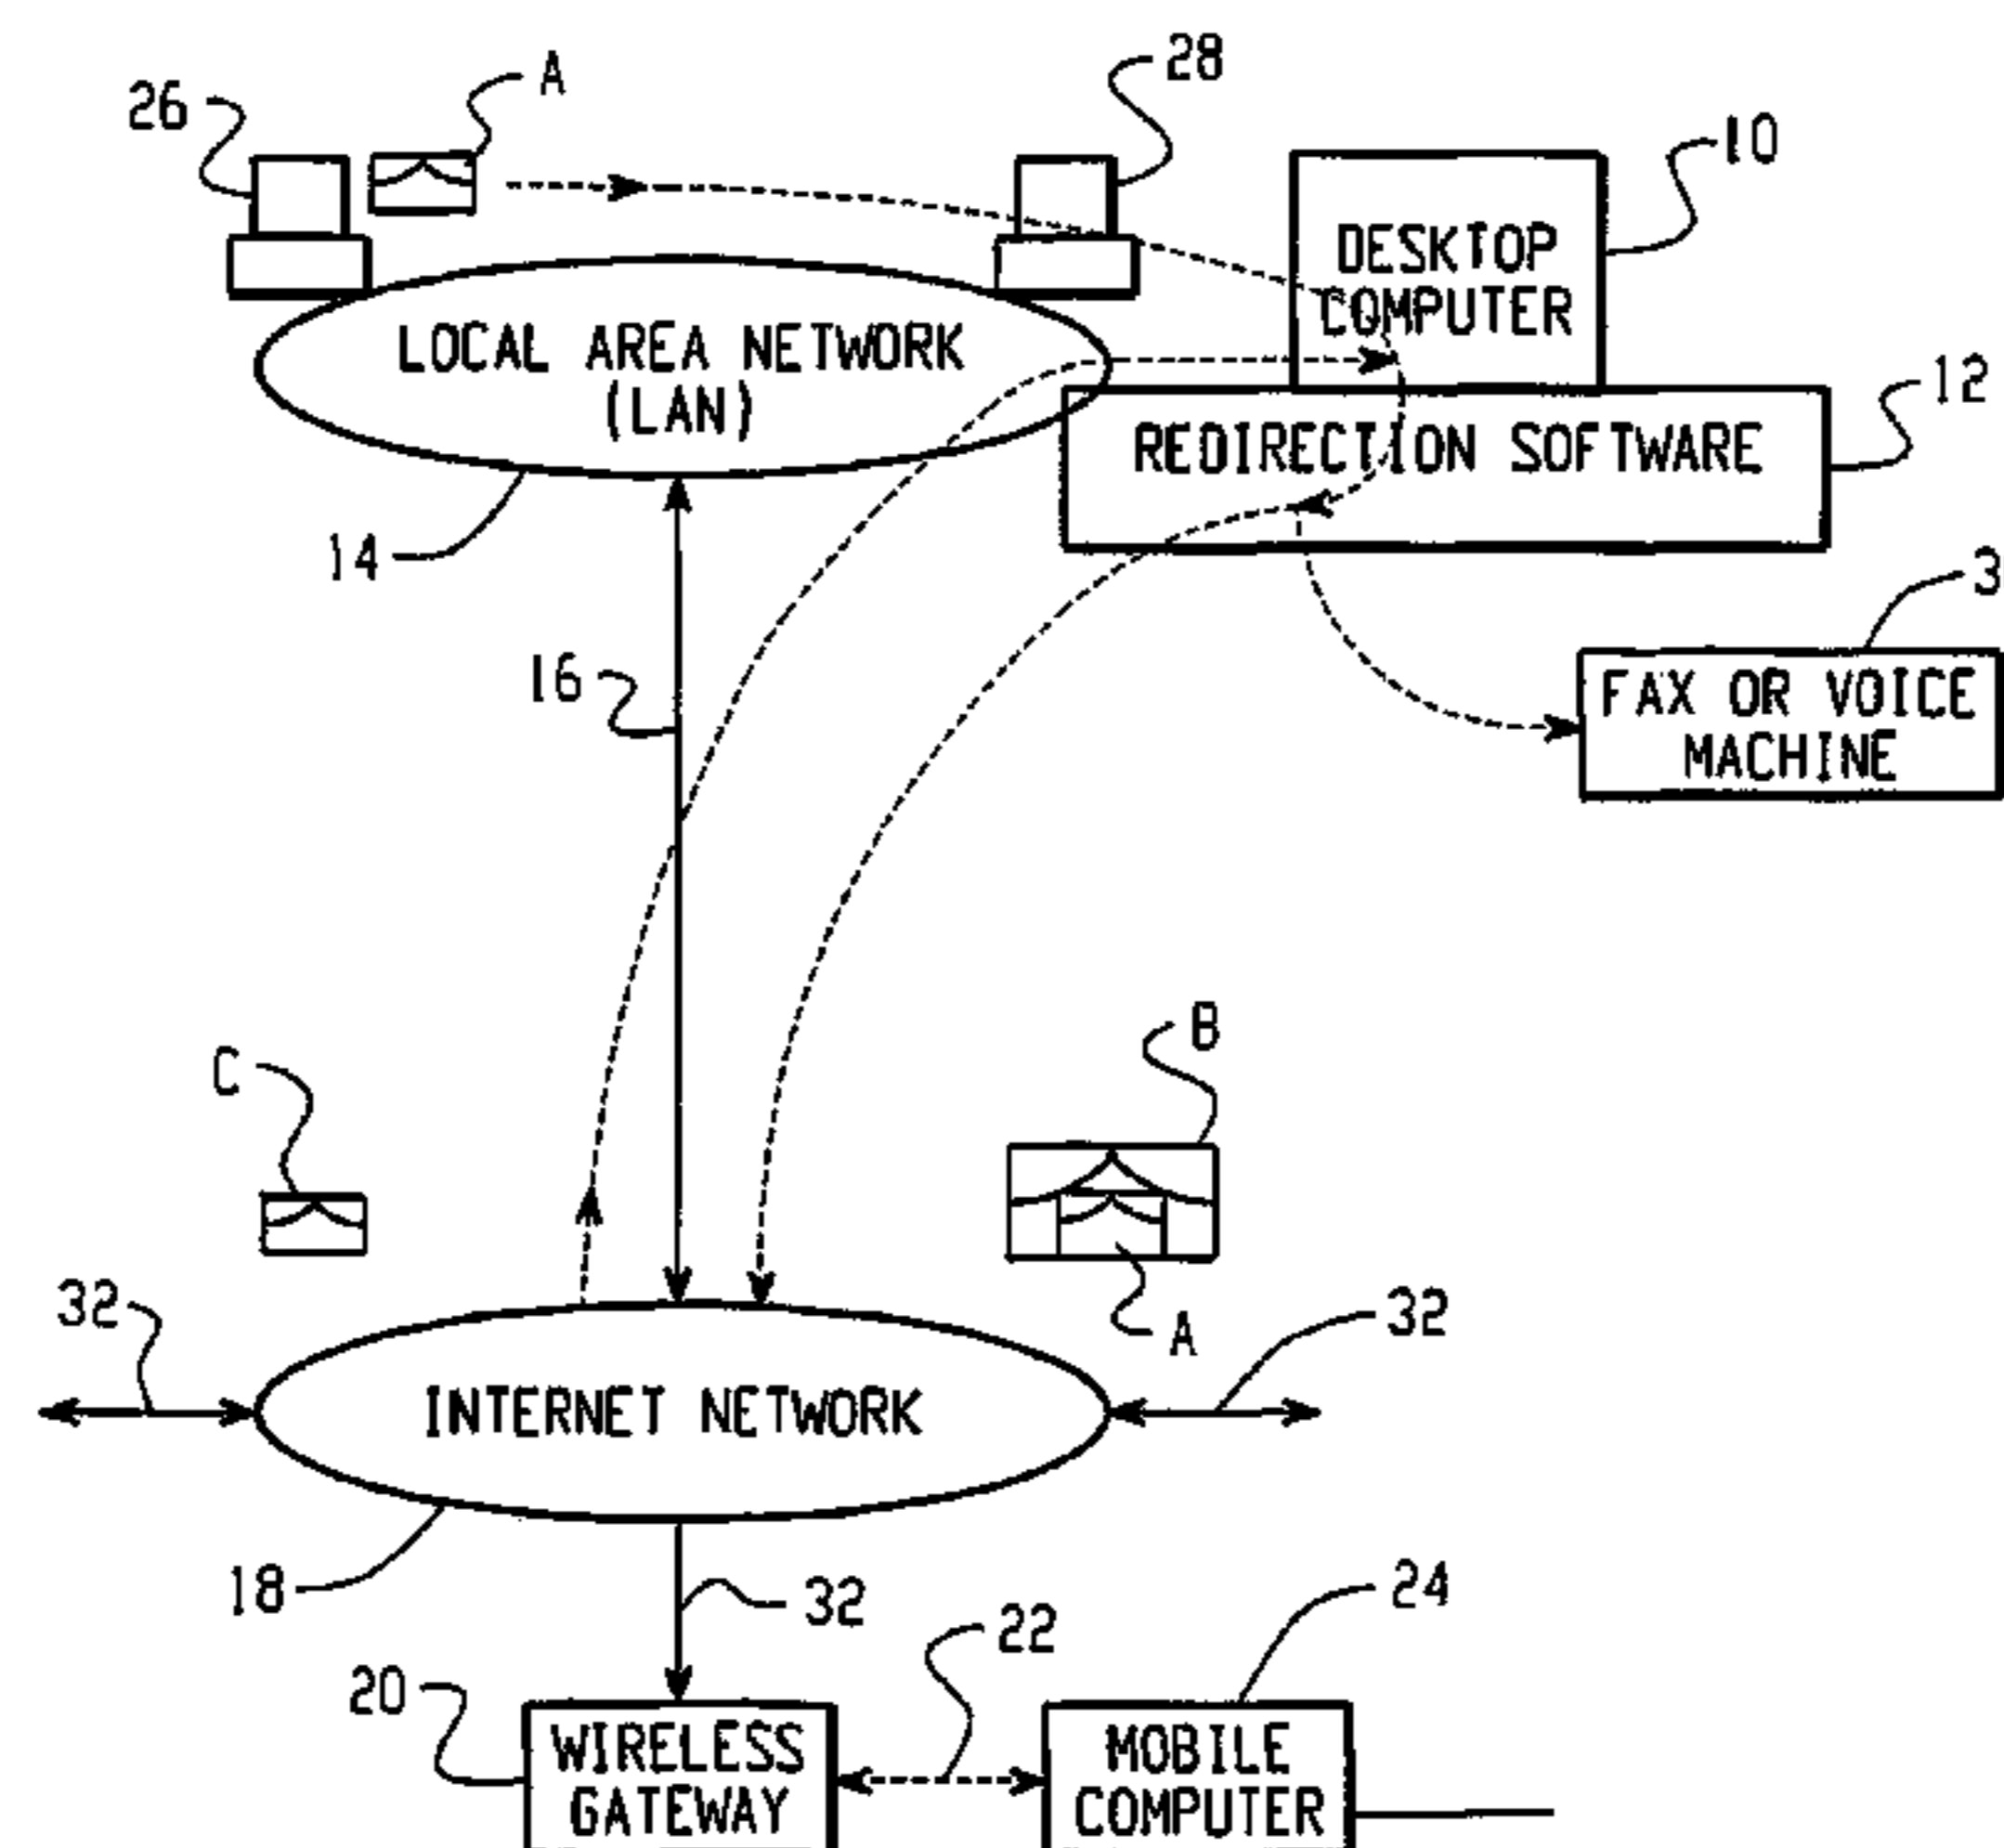 26
A
28
10
DESKTOP
COMPUTER
LOCAL AREA NETWORK
(LAN)
12
REDIRECTION SOFTWARE
14
3
16
FAX OR VOICE
MACHINE
B
C
32
32
A
INTERNET NETWORK
18
32
24
22
20
WIRELESS
GATEWAY
MOBILE
COMPUTER